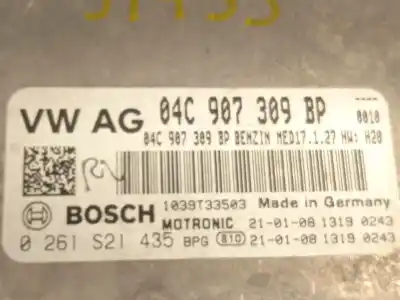 VW AG 04C 907 309 BP 0010
04C 907 309 BP BENZIN MED17.1.27 HW: H20
BOSCH 1039T33503 Made in Germany
MOTRONIC 21-01-08 1319 0243
0 261 S21 435 BPG 810 21-01-08 1319 0243